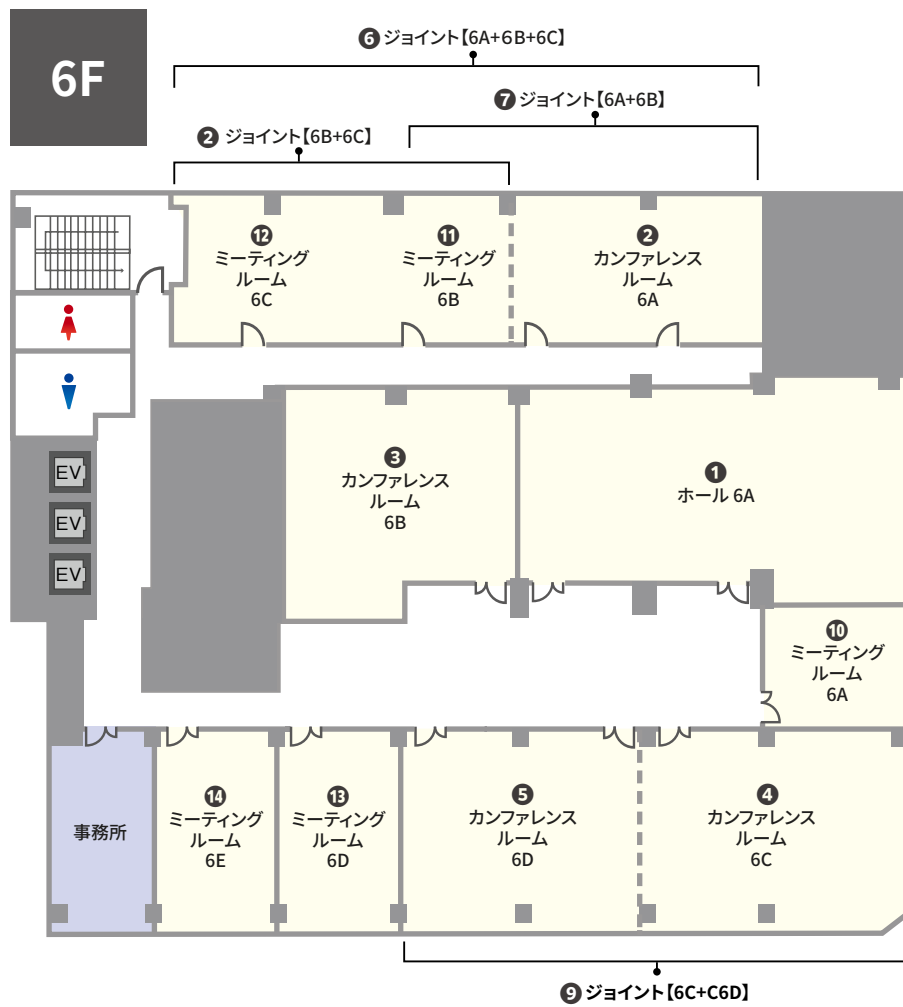 6F
❻ ジョイント【6A+６B+6C】
❼ ジョイント【6A+6B】
❷ ジョイント【6B+6C】
⓬
ミーティング
ルーム
6C
⓫
ミーティング
ルーム
6B
❷
カンファレンス
ルーム
6A
❸
カンファレンス
ルーム
6B
❶
ホール 6A
EV
EV
EV
❿
ミーティング
ルーム
6A
事務所
⓮
ミーティング
ルーム
6E
⓭
ミーティング
ルーム
6D
❺
カンファレンス
ルーム
6D
❹
カンファレンス
ルーム
6C
❾ ジョイント【6C+C6D】